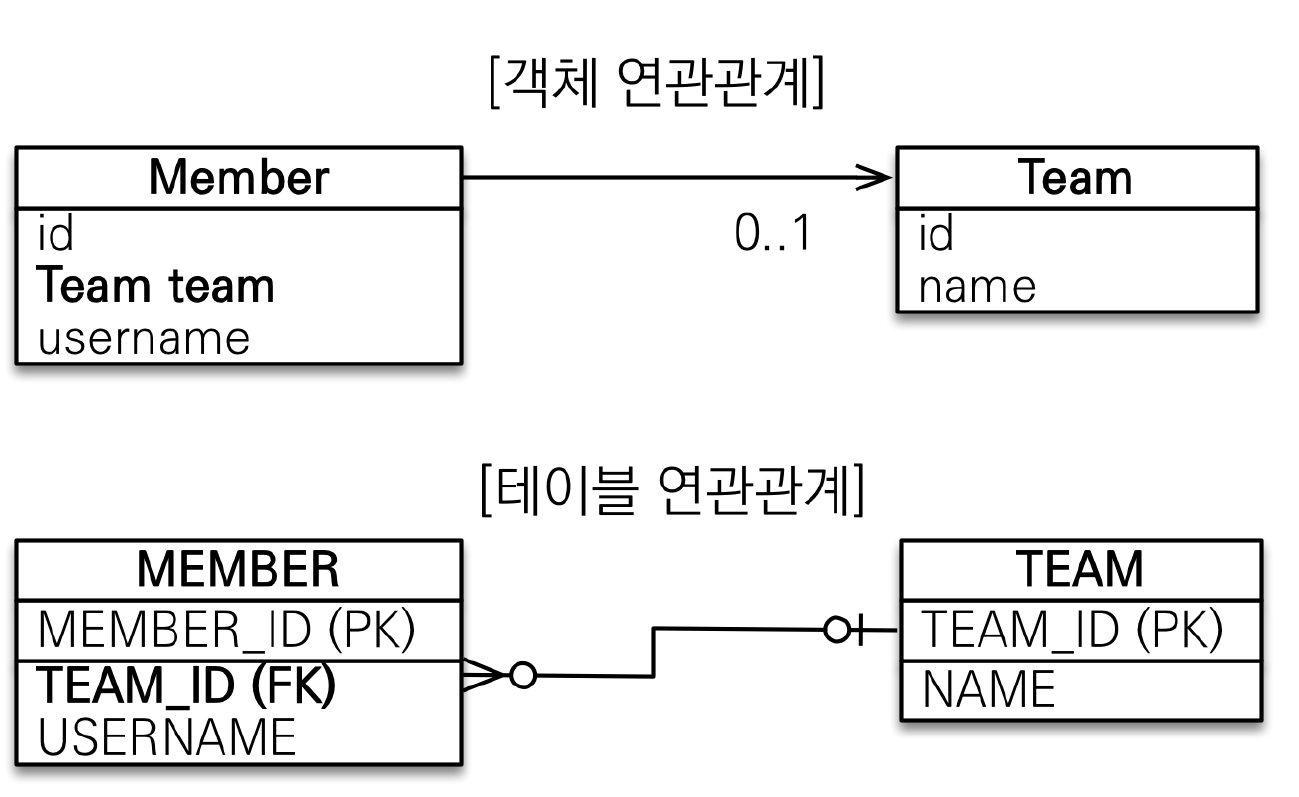 [객체 연관관계]
Member
id
Team team
username
0..1
Team
id
name
[테이블 연관관계]
MEMBER
MEMBER_ID (PK)
TEAM_ID (FK)
USERNAME
TEAM
TEAM_ID (PK)
NAME